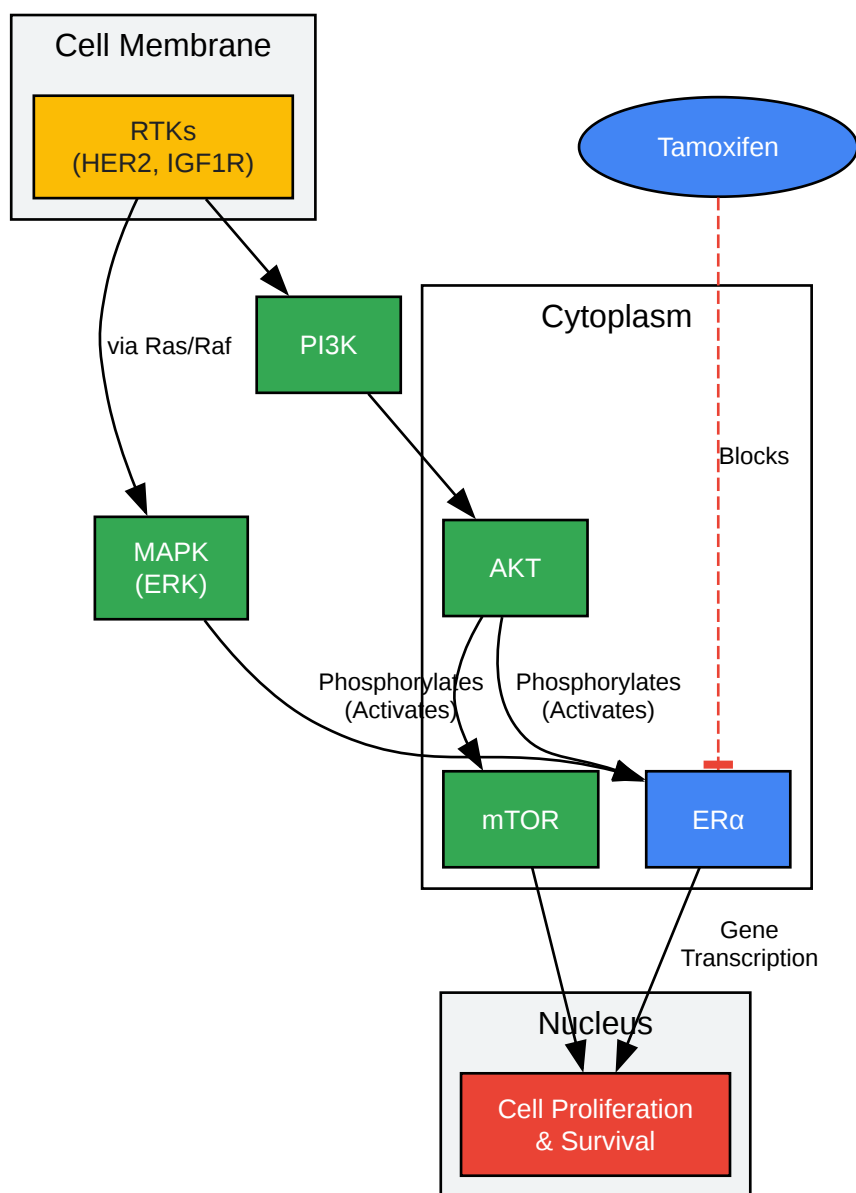 Cell Membrane
RTKs
(HER2, IGF1R)
Tamoxifen
Cytoplasm
via Ras/Raf
PI3K
Blocks
MAPK
(ERK)
AKT
Phosphorylates
(Activates)
Phosphorylates
(Activates)
mTOR
ERα
Gene
Transcription
Nucleus
Cell Proliferation
& Survival